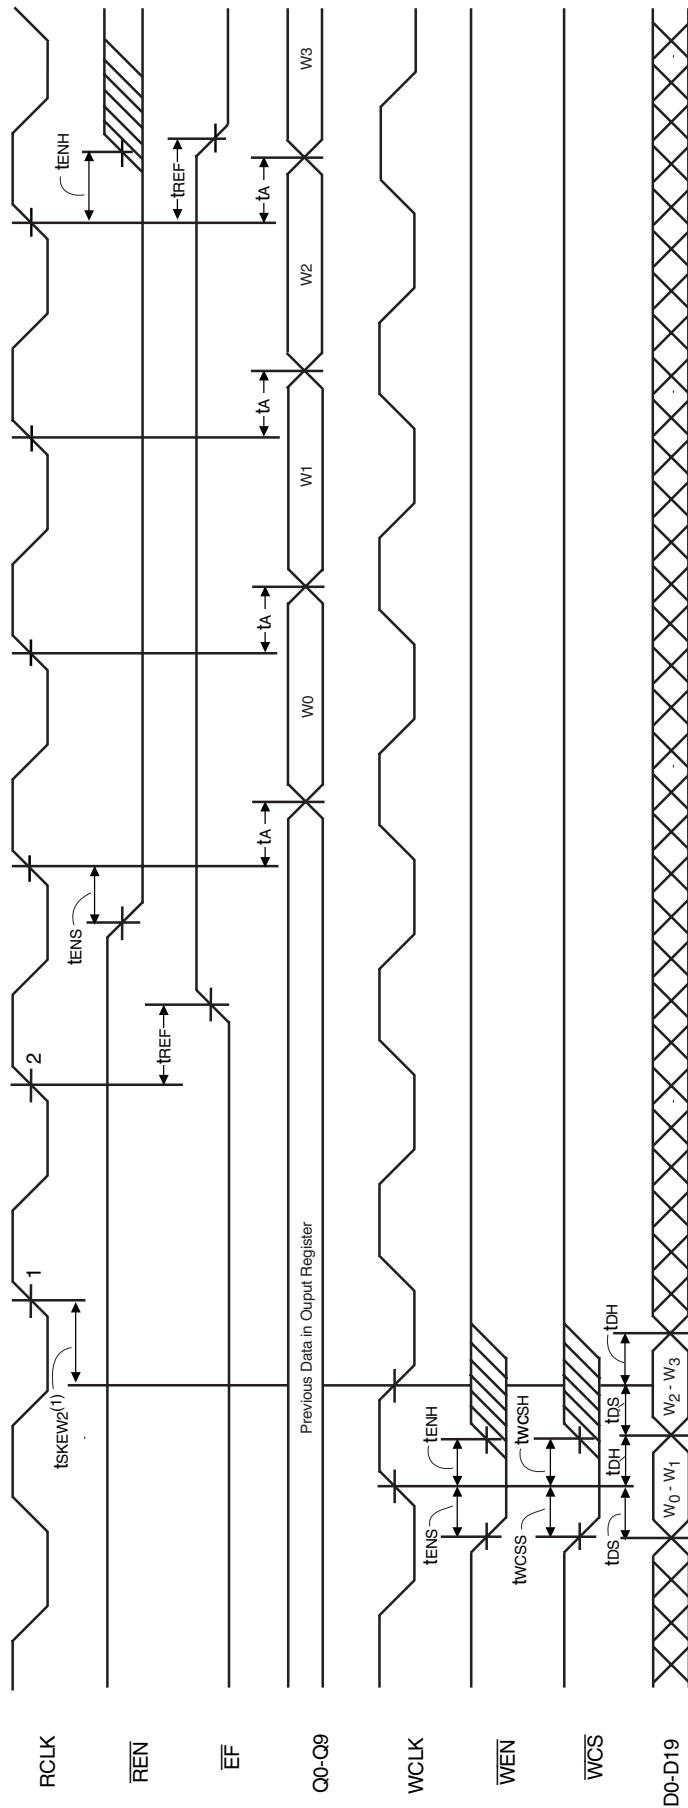 RCLK
tSKEW2(1)
1
2
tENH
REN
tENS
EF
tREF
tREF
Q0-Q9
Previous Data in Ouput Register
tA
W0
tA
W1
tA
W2
tA
W3
WCLK
WEN
tENS
tENH
WCS
tWCSS
tWCSH
tDS
tDH
tDS
tDH
D0-D19
W0 - W1
W2 - W3